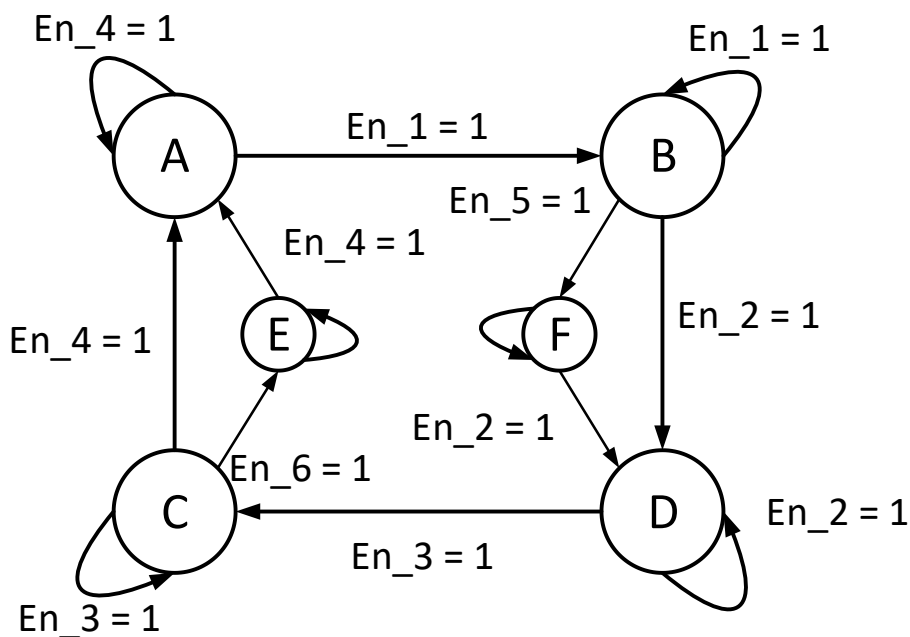 En_4 = 1
En_1 = 1
A
En_1 = 1
B
En_5 = 1
En_4 = 1
E
F
En_2 = 1
En_4 = 1
En_2 = 1
En_6 = 1
C
D
En_2 = 1
En_3 = 1
En_3 = 1